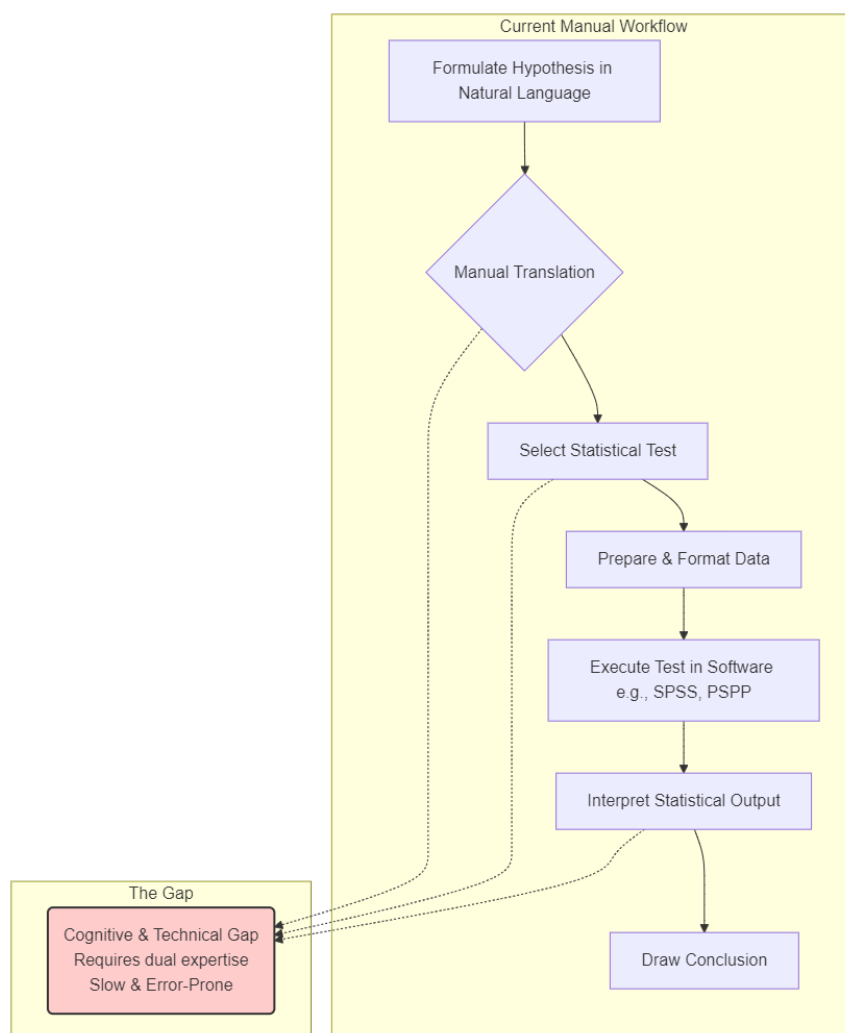 Current Manual Workflow
Formulate Hypothesis in
Natural Language
Manual Translation
Select Statistical Test
Prepare & Format Data
Execute Test in Software
e.g., SPSS, PSPP
Interpret Statistical Output
Draw Conclusion
The Gap
Cognitive & Technical Gap
Requires dual expertise
Slow & Error-Prone